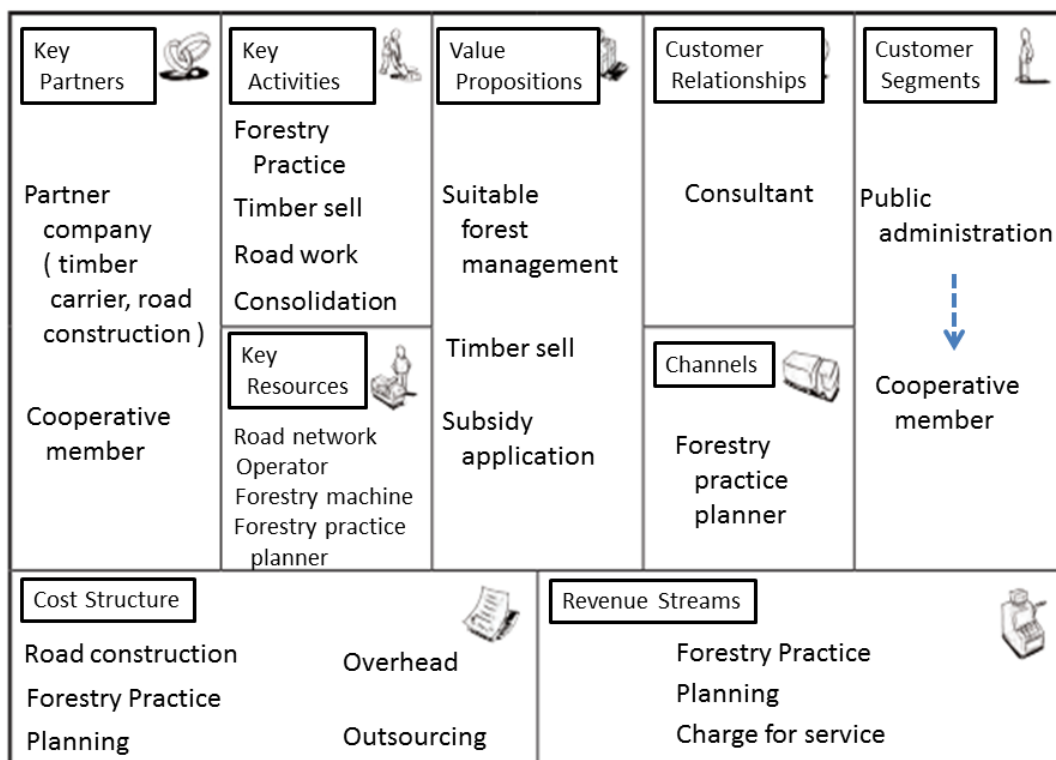 Key
Partners
Partner
company
( timber
carrier, road
construction )
Cooperative
member
Key
Activities
Forestry
Practice
Timber sell
Road work
Consolidation
Key
Resources
Road network
Operator
Forestry machine
Forestry practice
planner
Value
Propositions
Suitable
forest
management
Timber sell
Subsidy
application
Customer
Relationships
Consultant
Channels
Forestry
practice
planner
Customer
Segments
Public
administration
Cooperative
member
Cost Structure
Road construction
Forestry Practice
Planning
Overhead
Outsourcing
Revenue Streams
Forestry Practice
Planning
Charge for service